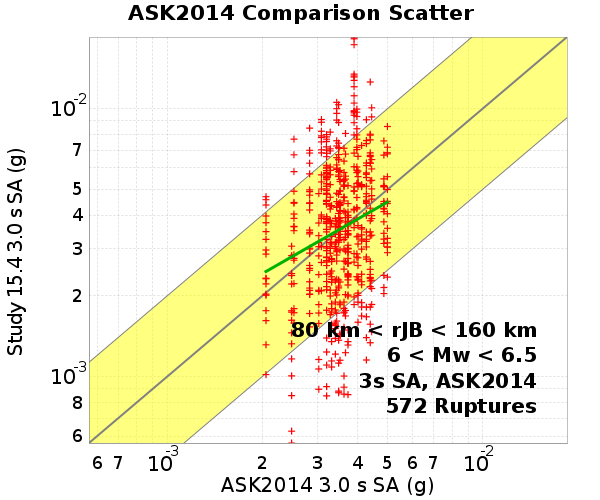 ASK2014 Comparison Scatter
Study 15.4 3.0 s SA (g)
10-2
7
5
4
3
2
10-3
8
6
80 km < rJB < 160 km
6 < Mw < 6.5
3s SA, ASK2014
572 Ruptures
6 7 10-3 2 3 4 5 6 7 10-2
ASK2014 3.0 s SA (g)